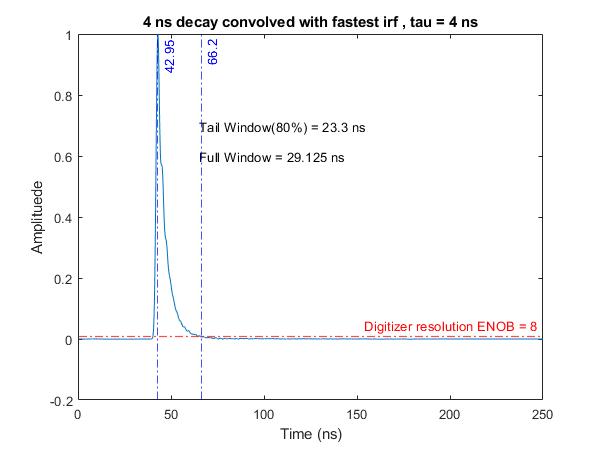 4 ns decay convolved with fastest irf , tau = 4 ns
1
42.95
66.2
0.8
Tail Window(80%) = 23.3 ns
0.6
Full Window = 29.125 ns
Amplituede
0.4
0.2
Digitizer resolution ENOB = 8
0
-0.2
0 50 100 150 200 250
Time (ns)